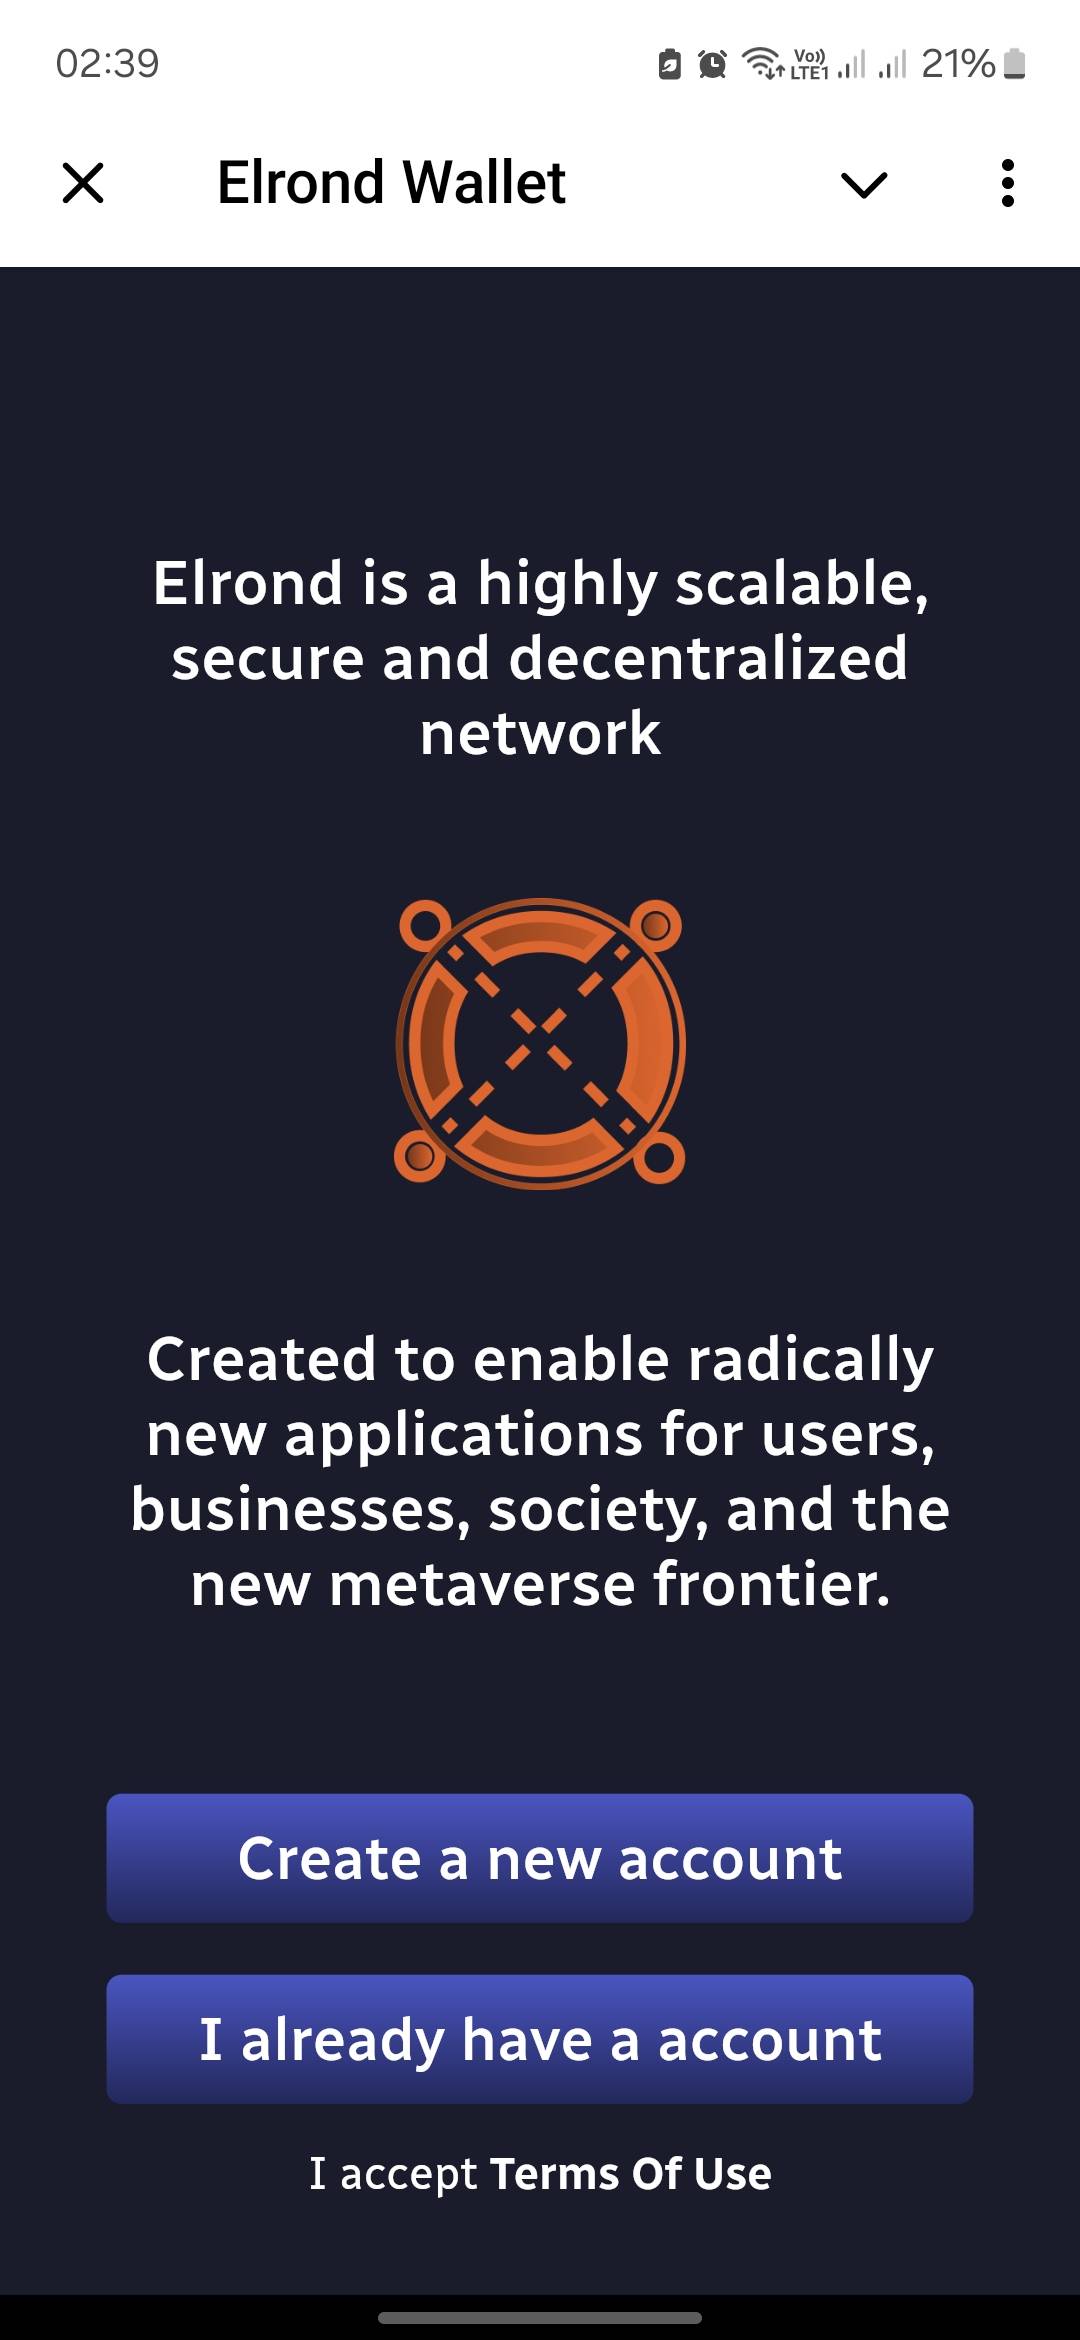 02:39
Vo))
LTE1
21%
Elrond Wallet
Elrond is a highly scalable,
secure and decentralized
network
Created to enable radically
new applications for users,
businesses, society, and the
new metaverse frontier.
Create a new account
I already have a account
I accept Terms Of Use